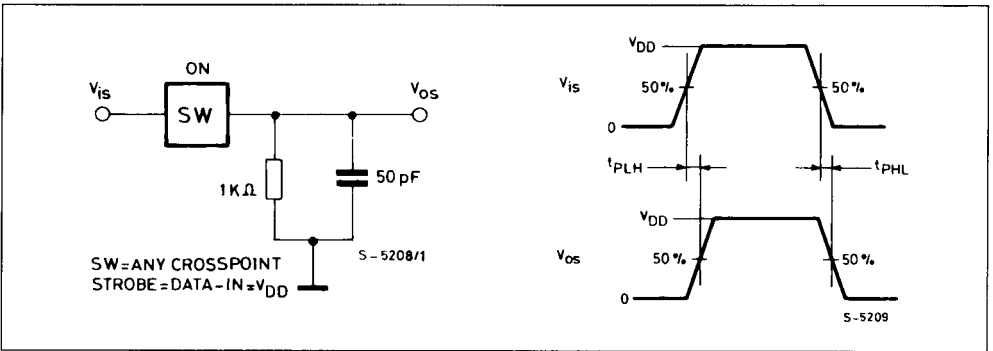 ON
Vis
SW
Vos
1KΩ
50 pF
S-5208/1
SW=ANY CROSSPOINT
STROBE=DATA-IN=VDD
VDD
Vis
50%
50%
0
tPLH
tPHL
VDD
Vos
50%
50%
0
S-5209